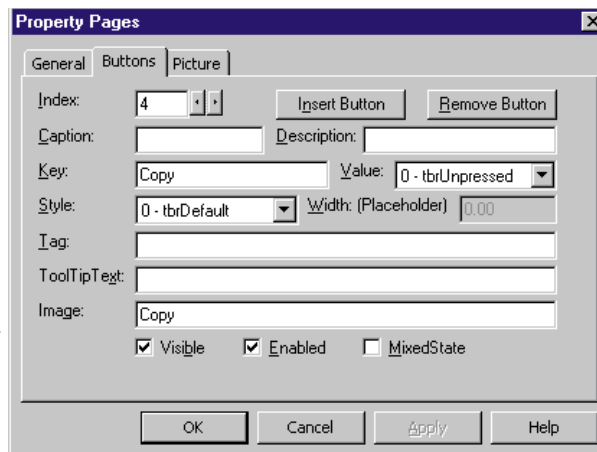 Property Pages
General Buttons Picture
Index: 4 Insert Button Remove Button
Caption: Description:
Key: Copy Value: 0 - tbrUnpressed
Style: 0 - tbrDefault Width: (Placeholder) 0.00
Tag:
ToolTipText:
Image: Copy
Visible Enabled MixedState
OK Cancel Apply Help